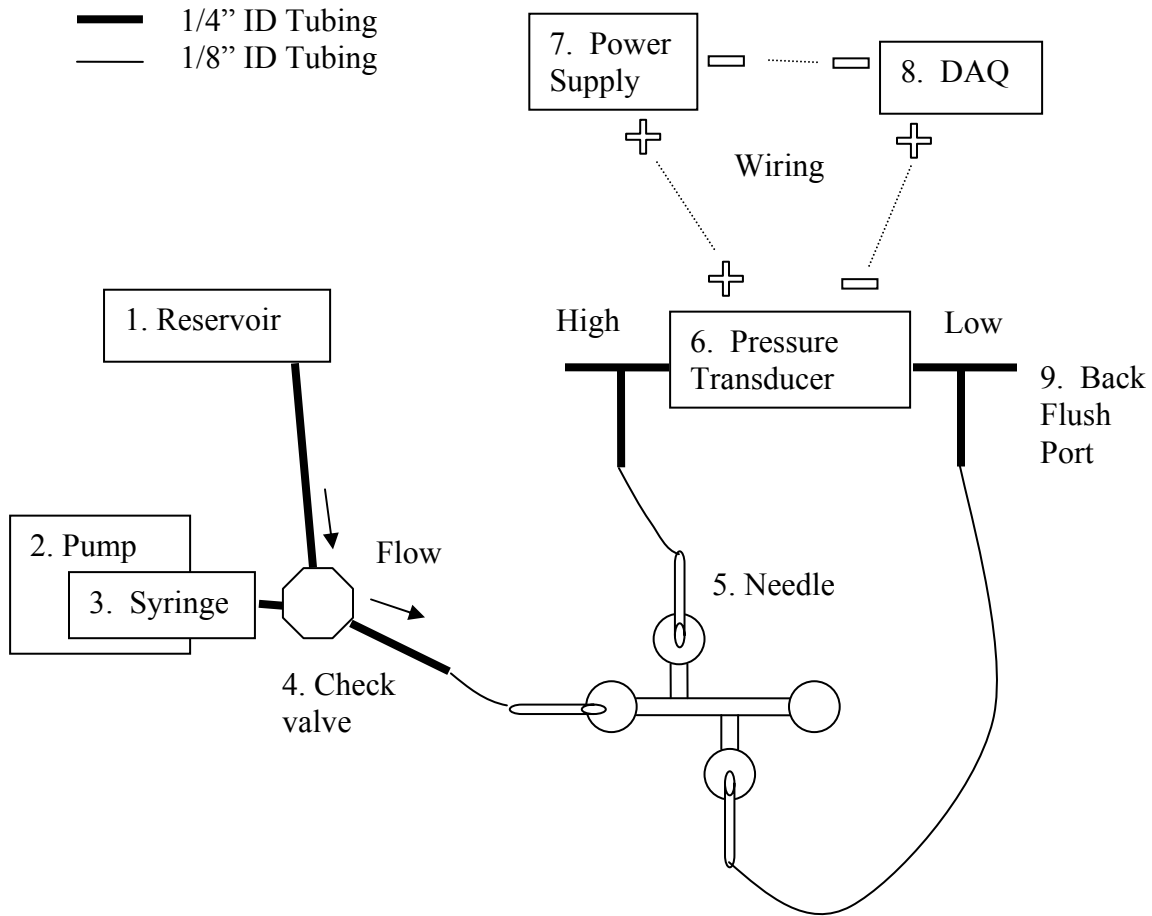 1/4” ID Tubing
1/8” ID Tubing
7. Power
Supply
8. DAQ
Wiring
1. Reservoir
High
6. Pressure
Transducer
Low
9. Back
Flush
Port
2. Pump
3. Syringe
Flow
4. Check
valve
5. Needle